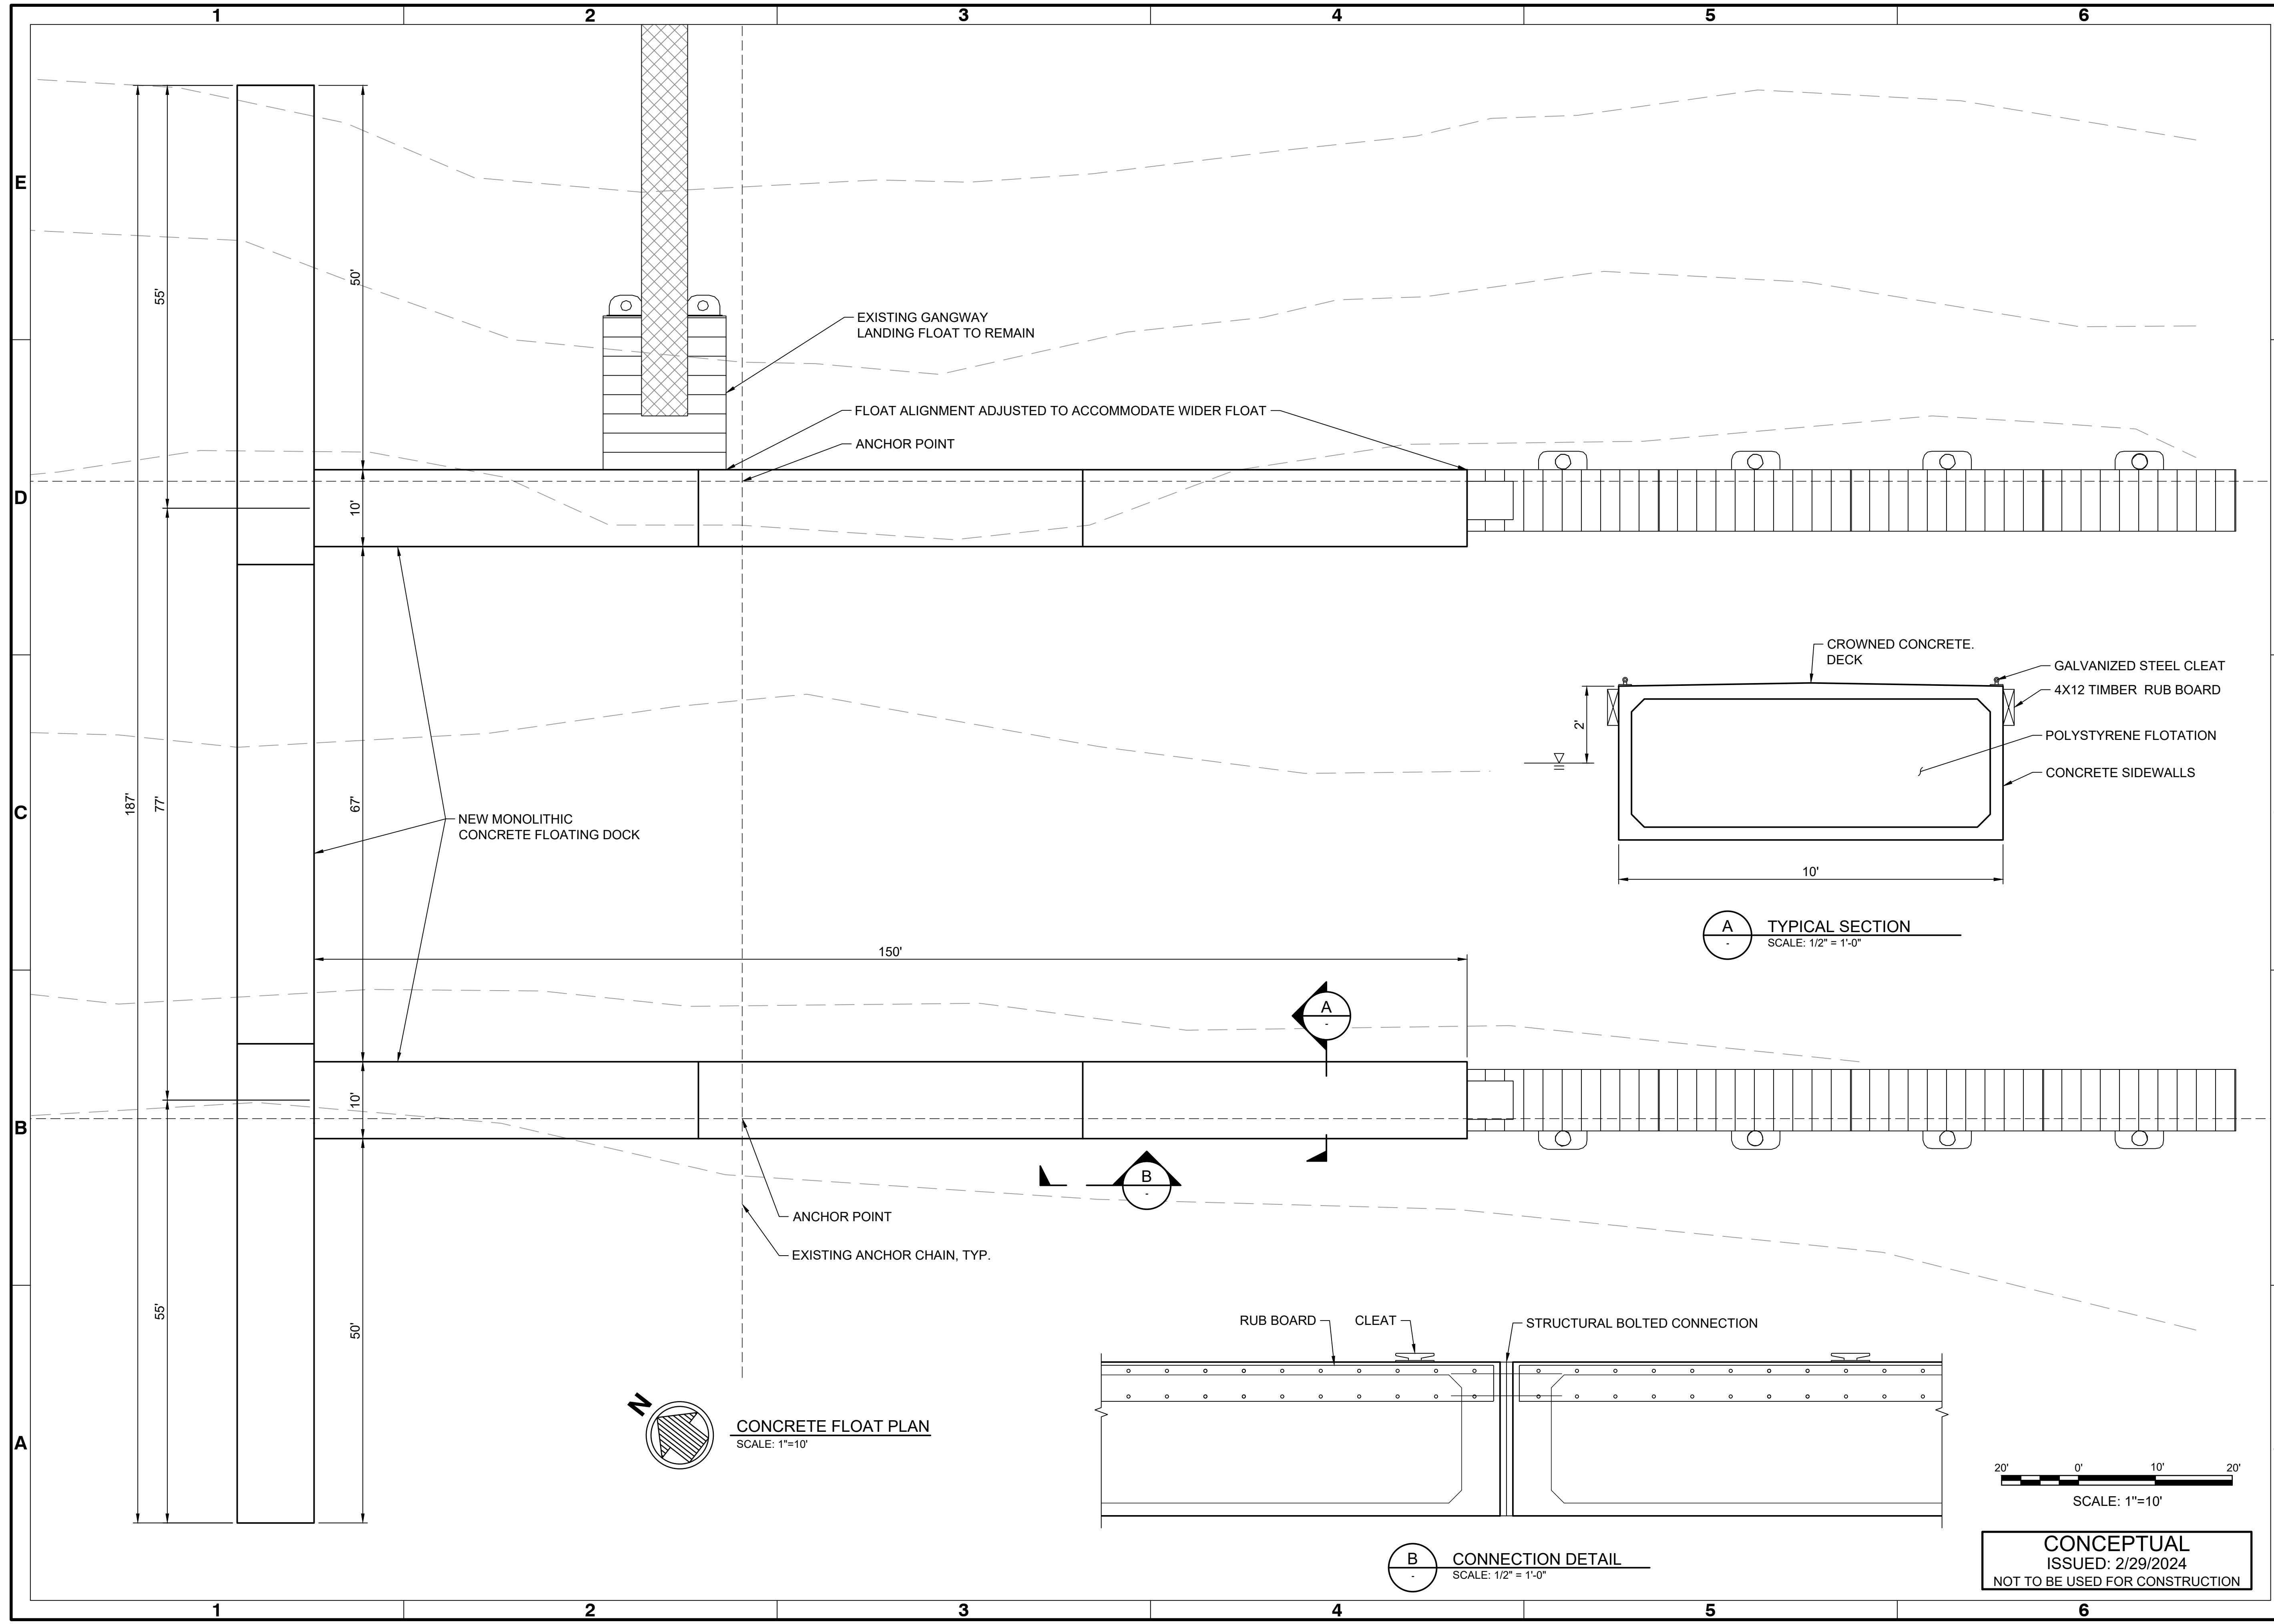 1 2 3 4 5 6
E
D
C
B
A
55'
50'
187'
77'
10'
67'
10'
55'
50'
EXISTING GANGWAY
LANDING FLOAT TO REMAIN
FLOAT ALIGNMENT ADJUSTED TO ACCOMMODATE WIDER FLOAT
ANCHOR POINT
NEW MONOLITHIC
CONCRETE FLOATING DOCK
150'
CROWNED CONCRETE.
DECK
GALVANIZED STEEL CLEAT
4X12 TIMBER RUB BOARD
2'
POLYSTYRENE FLOTATION
CONCRETE SIDEWALLS
10'
A
-
TYPICAL SECTION
SCALE: 1/2" = 1'-0"
A
-
B
-
ANCHOR POINT
EXISTING ANCHOR CHAIN, TYP.
N
CONCRETE FLOAT PLAN
SCALE: 1"=10'
RUB BOARD
CLEAT
STRUCTURAL BOLTED CONNECTION
B
-
CONNECTION DETAIL
SCALE: 1/2" = 1'-0"
20' 0' 10' 20'
SCALE: 1"=10'
CONCEPTUAL
ISSUED: 2/29/2024
NOT TO BE USED FOR CONSTRUCTION
1 2 3 4 5 6